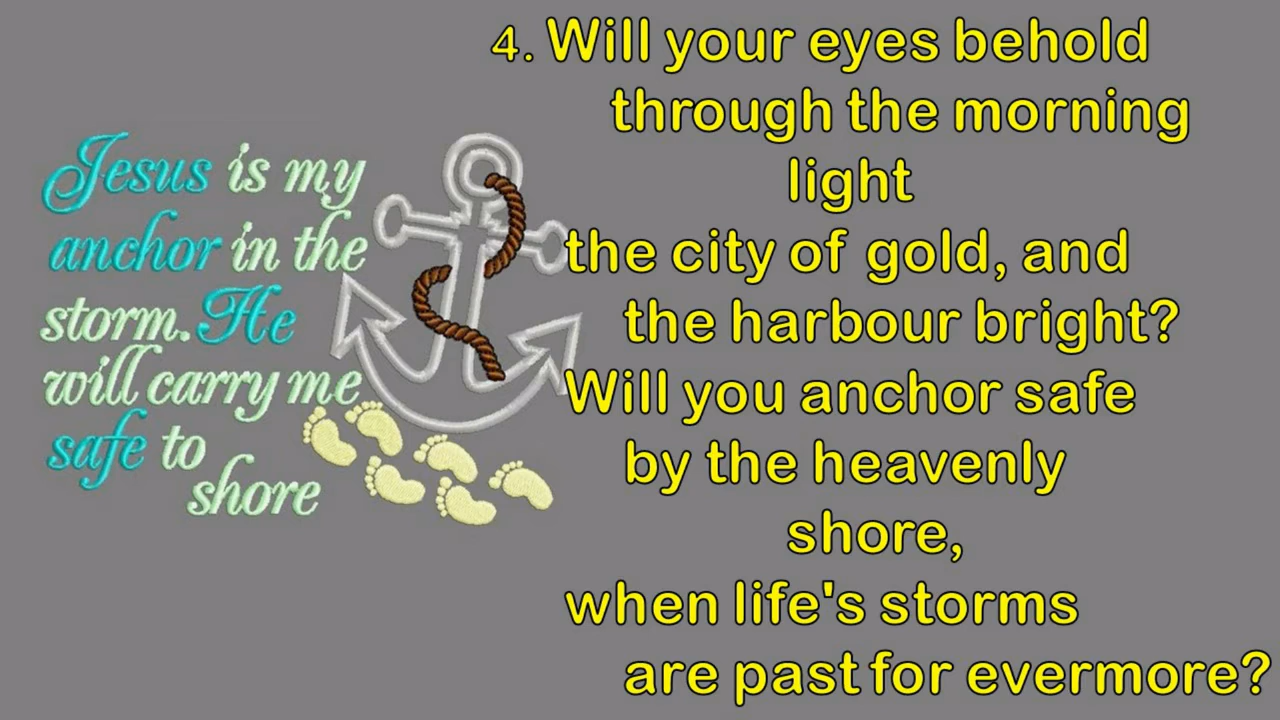 Jesus is my
anchor in the
storm. He
will carry me
safe to
shore
4. Will your eyes behold
through the morning
light
the city of gold, and
the harbour bright?
Will you anchor safe
by the heavenly
shore,
when life's storms
are past for evermore?